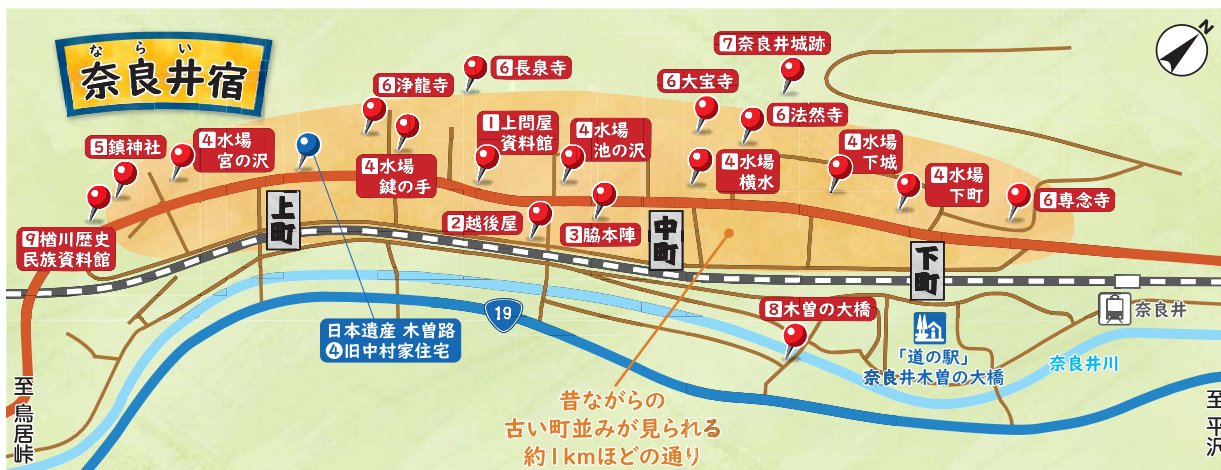 ならい
奈良井宿
N
7奈良井城跡
6長泉寺
6浄龍寺
6大宝寺
6法然寺
1上問屋
資料館
4水場
池の沢
4水場
宮の沢
5鎮神社
4水場
鍵の手
4水場
横水
4水場
下城
4水場
下町
6専念寺
2越後屋
3脇本陣
上町
中町
下町
9楢川歴史
民族資料館
19
日本遺産 木曽路
4旧中村家住宅
8木曽の大橋
「道の駅」
奈良井木曽の大橋
奈良井
奈良井川
昔ながらの
古い町並みが見られる
約1kmほどの通り
至 鳥居峠
至 平沢